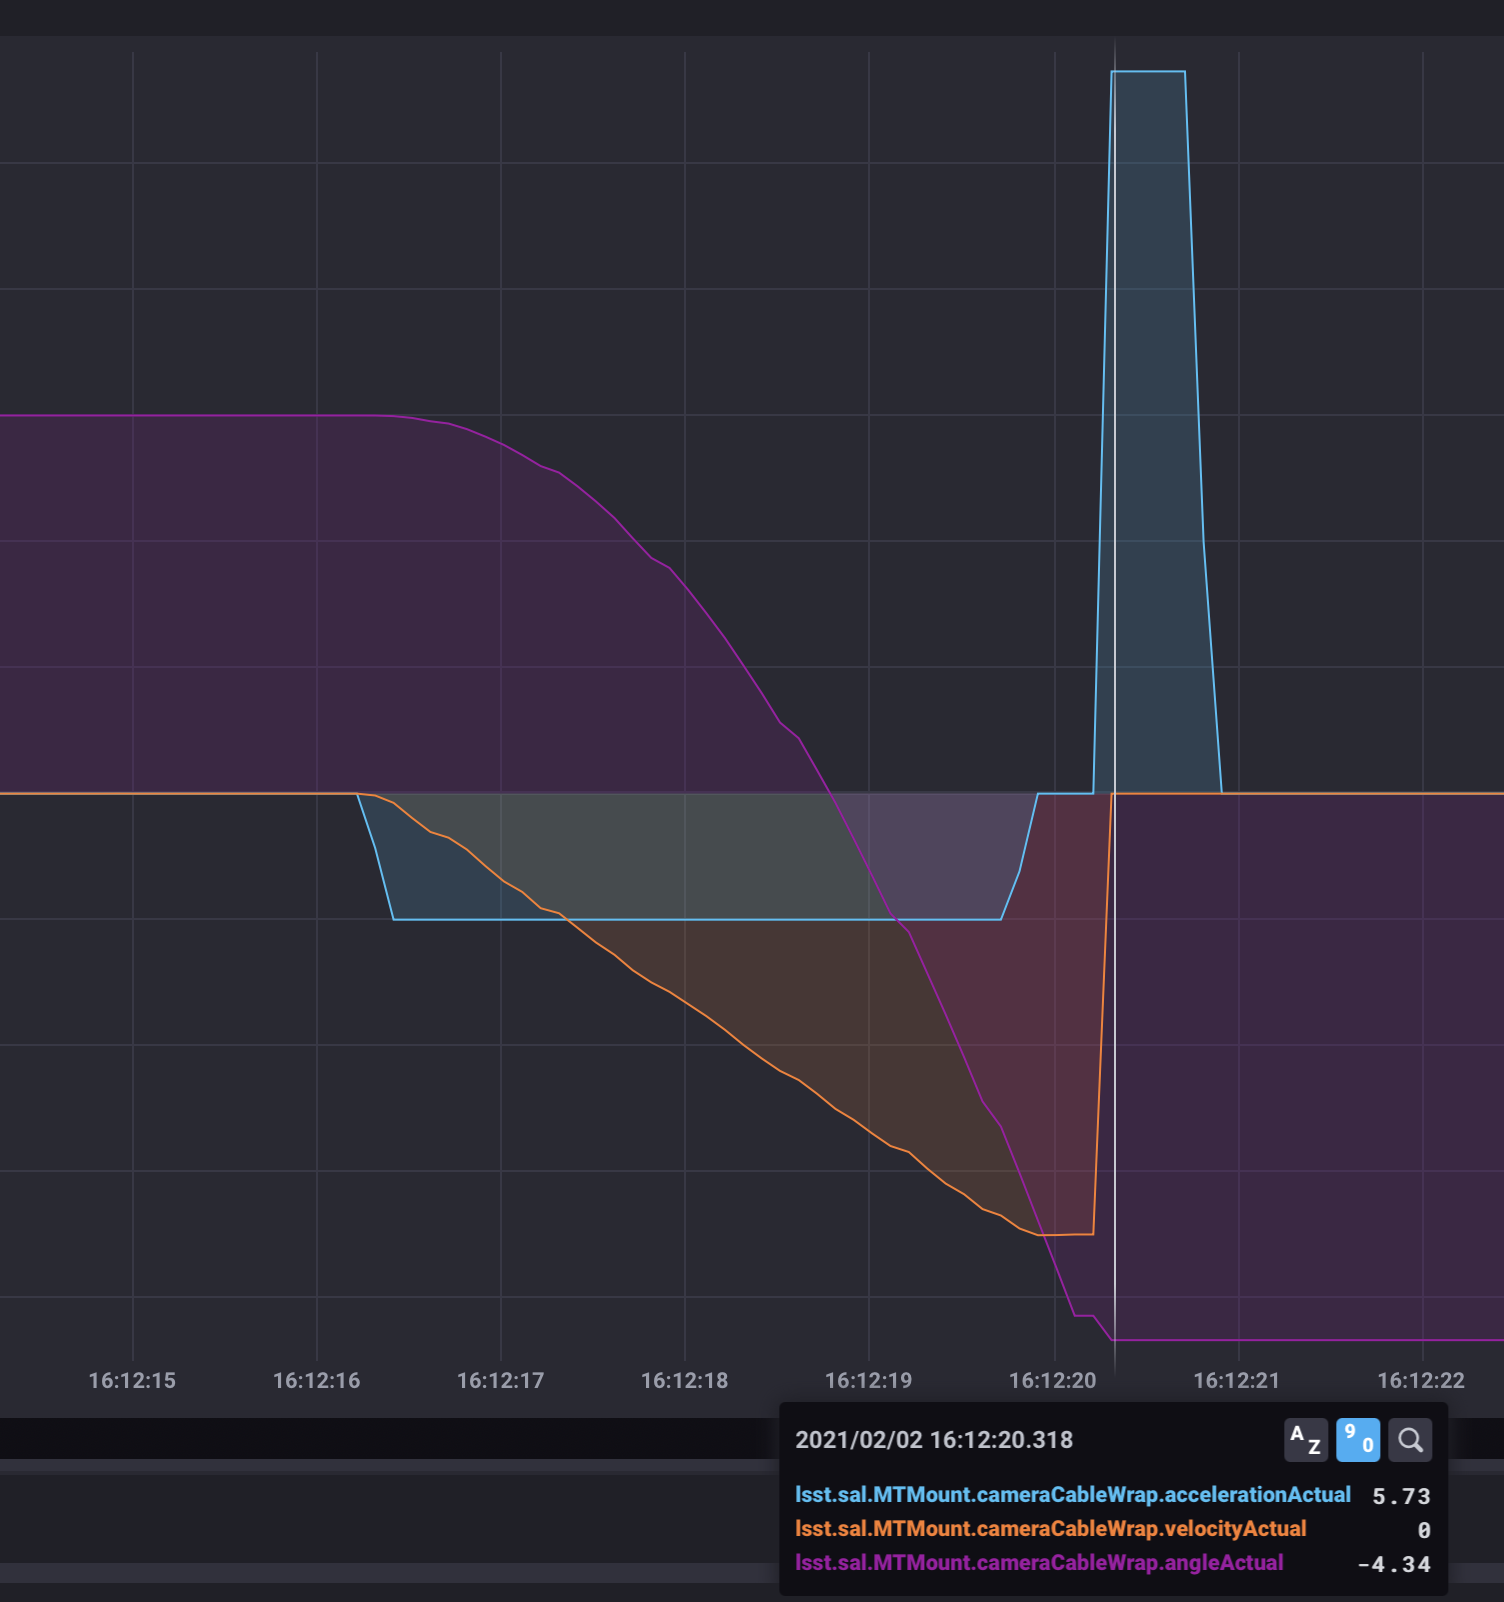 16:12:15 16:12:16 16:12:17 16:12:18 16:12:19 16:12:20 16:12:21 16:12:22
2021/02/02 16:12:20.318 A Z 9 0
lsst.sal.MTMount.cameraCableWrap.accelerationActual 5.73
lsst.sal.MTMount.cameraCableWrap.velocityActual 0
lsst.sal.MTMount.cameraCableWrap.angleActual -4.34